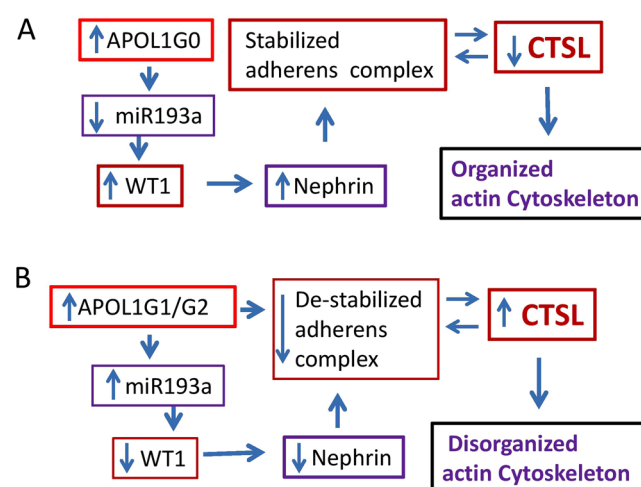 A
APOL1G0
Stabilized
adherens complex
CTSL
miR193a
WT1
Nephrin
Organized
actin Cytoskeleton
B
APOL1G1/G2
De-stabilized
adherens
complex
CTSL
miR193a
WT1
Nephrin
Disorganized
actin Cytoskeleton